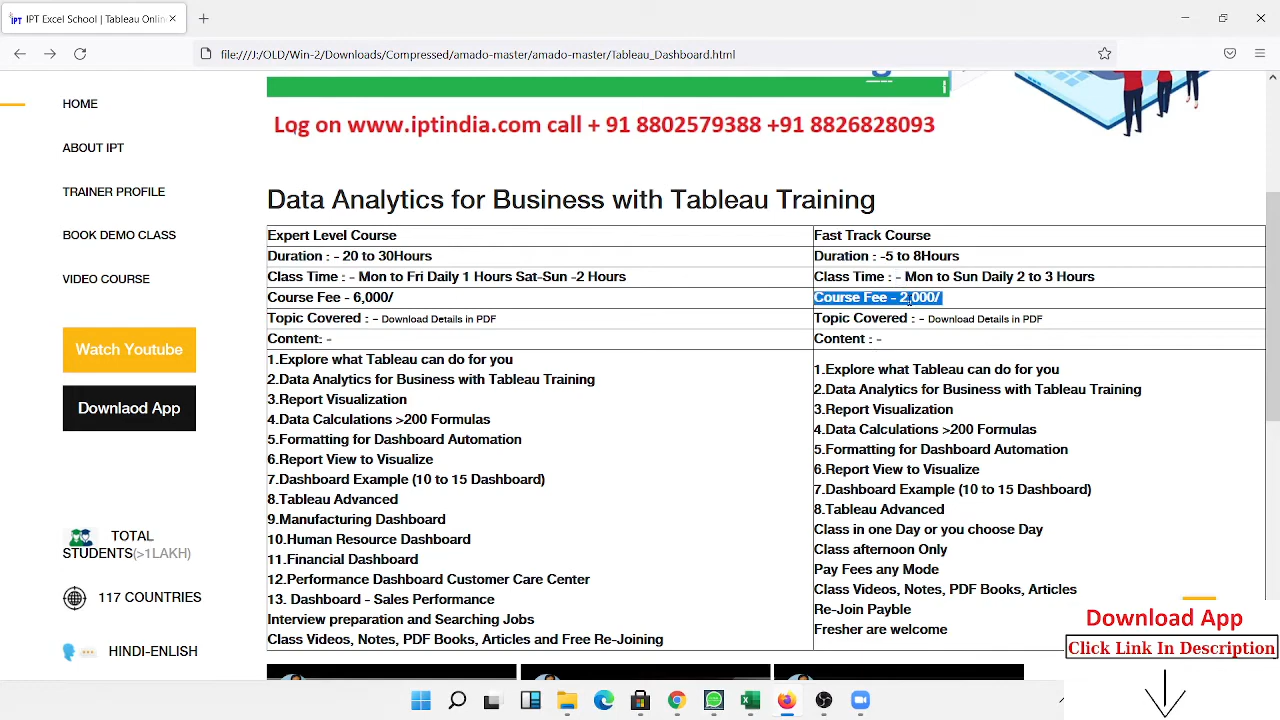 IPT Excel School | Tableau Onlin
file:///J:/OLD/Win-2/Downloads/Compressed/amado-master/amado-master/Tableau_Dashboard.html
Log on www.iptindia.com call + 91 8802579388 +91 8826828093
HOME
ABOUT IPT
TRAINER PROFILE
BOOK DEMO CLASS
VIDEO COURSE
Watch Youtube
Downlaod App
TOTAL
STUDENTS(>1LAKH)
117 COUNTRIES
HINDI-ENLISH
Data Analytics for Business with Tableau Training
Expert Level Course
Duration : - 20 to 30Hours
Class Time : - Mon to Fri Daily 1 Hours Sat-Sun -2 Hours
Course Fee - 6,000/
Topic Covered : - Download Details in PDF
Content: -
1.Explore what Tableau can do for you
2.Data Analytics for Business with Tableau Training
3.Report Visualization
4.Data Calculations >200 Formulas
5.Formatting for Dashboard Automation
6.Report View to Visualize
7.Dashboard Example (10 to 15 Dashboard)
8.Tableau Advanced
9.Manufacturing Dashboard
10.Human Resource Dashboard
11.Financial Dashboard
12.Performance Dashboard Customer Care Center
13. Dashboard - Sales Performance
Interview preparation and Searching Jobs
Class Videos, Notes, PDF Books, Articles and Free Re-Joining
Fast Track Course
Duration : -5 to 8Hours
Class Time : - Mon to Sun Daily 2 to 3 Hours
Course Fee - 2,000/
Topic Covered : - Download Details in PDF
Content : -
1.Explore what Tableau can do for you
2.Data Analytics for Business with Tableau Training
3.Report Visualization
4.Data Calculations >200 Formulas
5.Formatting for Dashboard Automation
6.Report View to Visualize
7.Dashboard Example (10 to 15 Dashboard)
8.Tableau Advanced
Class in one Day or you choose Day
Class afternoon Only
Pay Fees any Mode
Class Videos, Notes, PDF Books, Articles
Re-Join Payble
Fresher are welcome
Download App
Click Link In Description